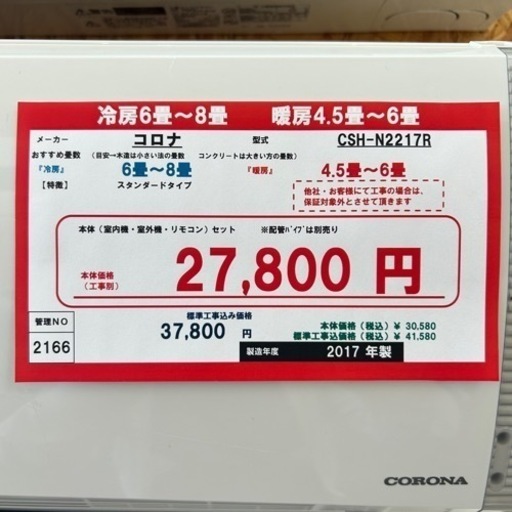 冷房6畳～8畳　暖房4.5畳～6畳
メーカー　コロナ　型式　CSH-N2217R
おすすめ畳数　（目安→木造は小さい法の畳数　コンクリートは大きい方の畳数）
『冷房』　6畳～8畳　『暖房』　4.5畳～6畳
【特徴】　スタンダードタイプ
他社・お客様にて工事の場合は、
保証対象外とさせて頂きます
本体（室内機・室外機・リモコン）セット　※配管ﾊﾟｲﾌﾟは別売り
本体価格
（工事別）
27,800 円
管理NO
2166
標準工事込み価格
37,800 円
本体価格（税込）￥ 30,580
標準工事込価格（税込）￥ 41,580
製造年度　2017 年製
CORONA